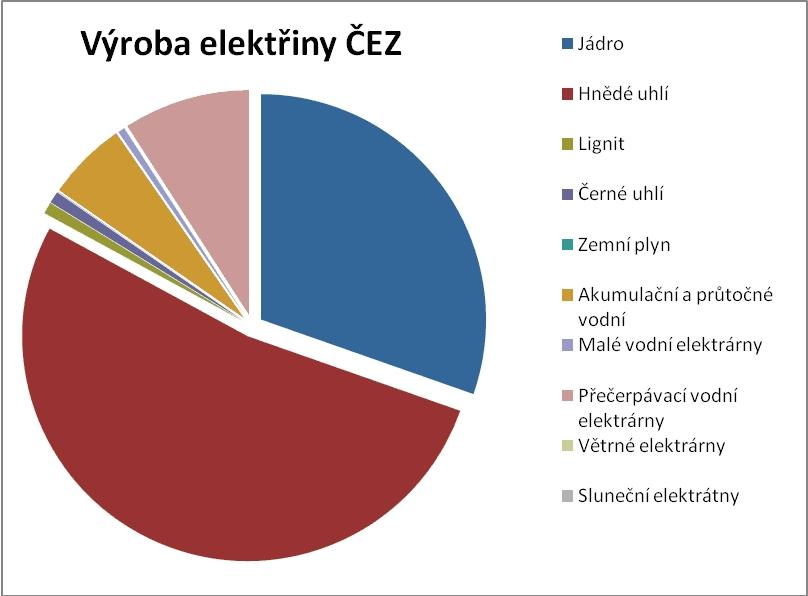 Výroba elektřiny ČEZ
Jádro
Hnědé uhlí
Lignit
Černé uhlí
Zemní plyn
Akumulační a průtočné
vodní
Malé vodní elektrárny
Přečerpávací vodní
elektrárny
Větrné elektrárny
Sluneční elektrátny